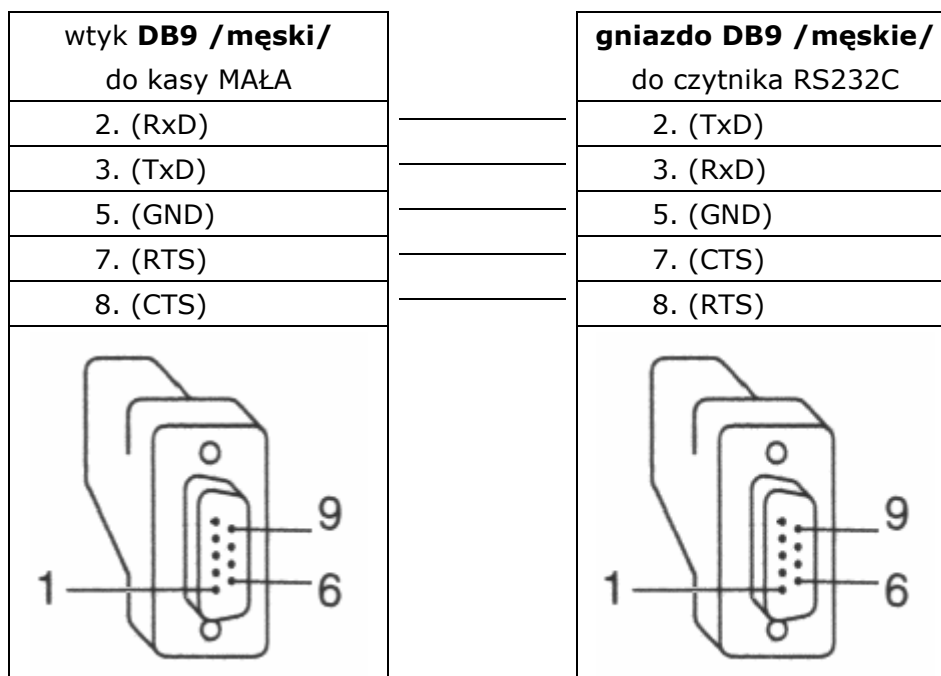 wtyk DB9 /męski/
do kasy MAŁA
2. (RxD)
3. (TxD)
5. (GND)
7. (RTS)
8. (CTS)
9
1
6
gniazdo DB9 /męskie/
do czytnika RS232C
2. (TxD)
3. (RxD)
5. (GND)
7. (CTS)
8. (RTS)
9
1
6